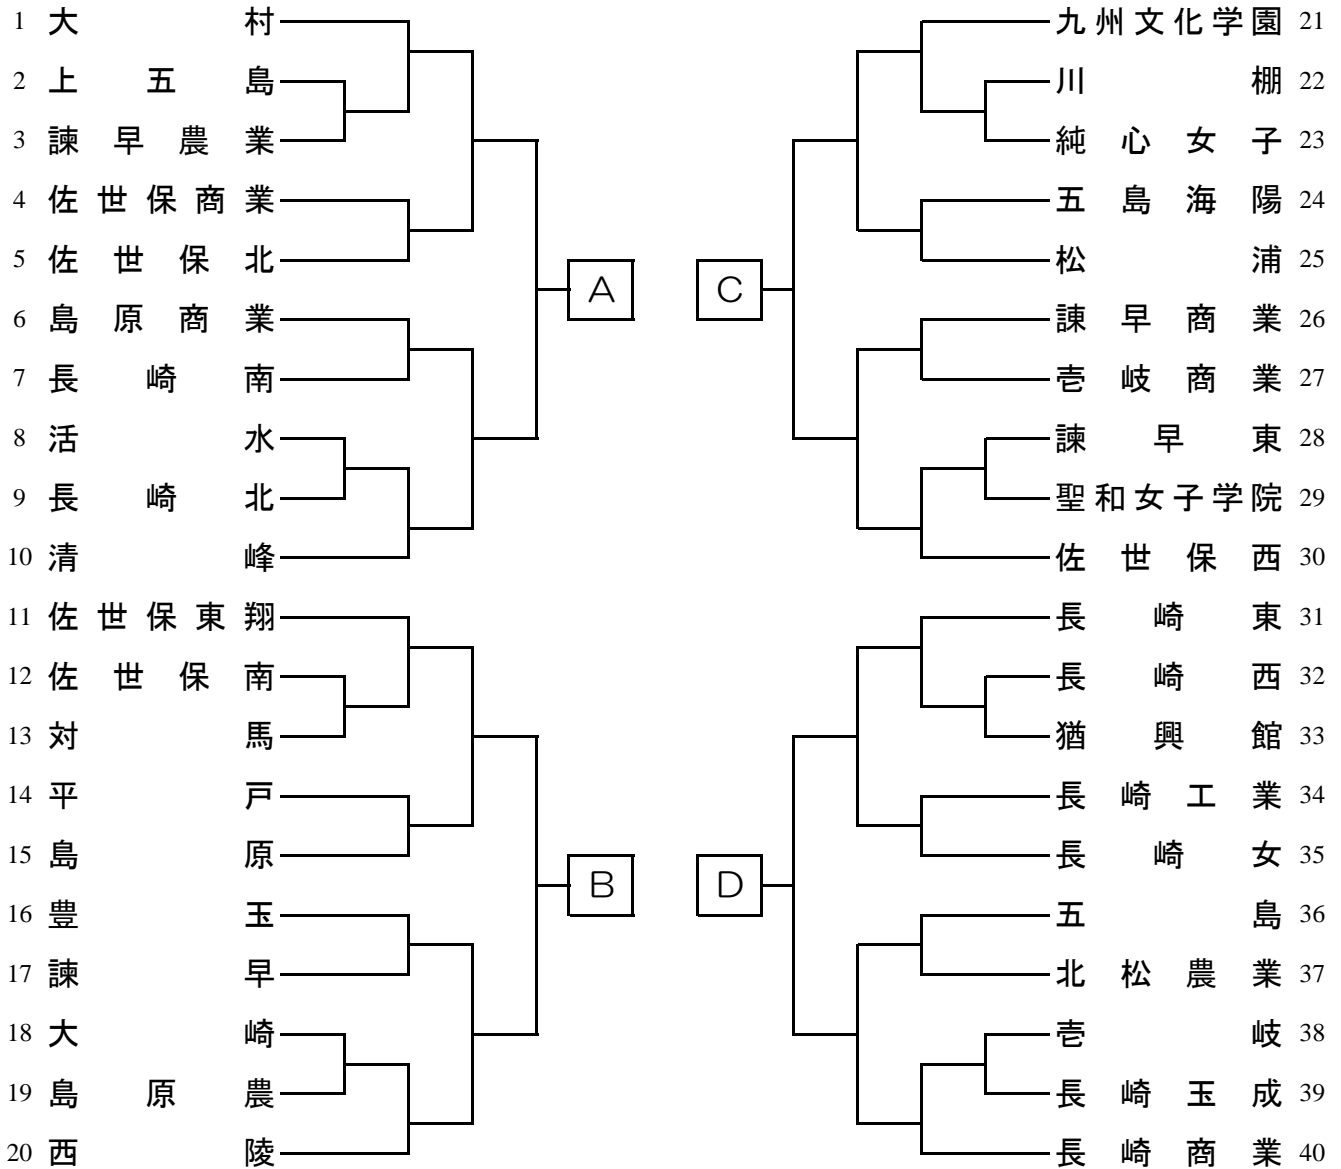 1 大村
2 上五島
3 諫早農業
4 佐世保商業
5 佐世保北
6 島原商業
7 長崎南
8 活水
9 長崎北
10 清峰
A
11 佐世保東翔
12 佐世保南
13 対馬
14 平戸
15 島原
16 豊玉
17 諫早
18 大崎
19 島原農
20 西陵
B
九州文化学園 21
川棚 22
純心女子 23
五島海陽 24
松浦 25
諫早商業 26
壱岐商業 27
諫早東 28
聖和女子学院 29
佐世保西 30
C
長崎東 31
長崎西 32
猶興館 33
長崎工業 34
長崎女 35
五島 36
北松農業 37
壱岐 38
長崎玉成 39
長崎商業 40
D